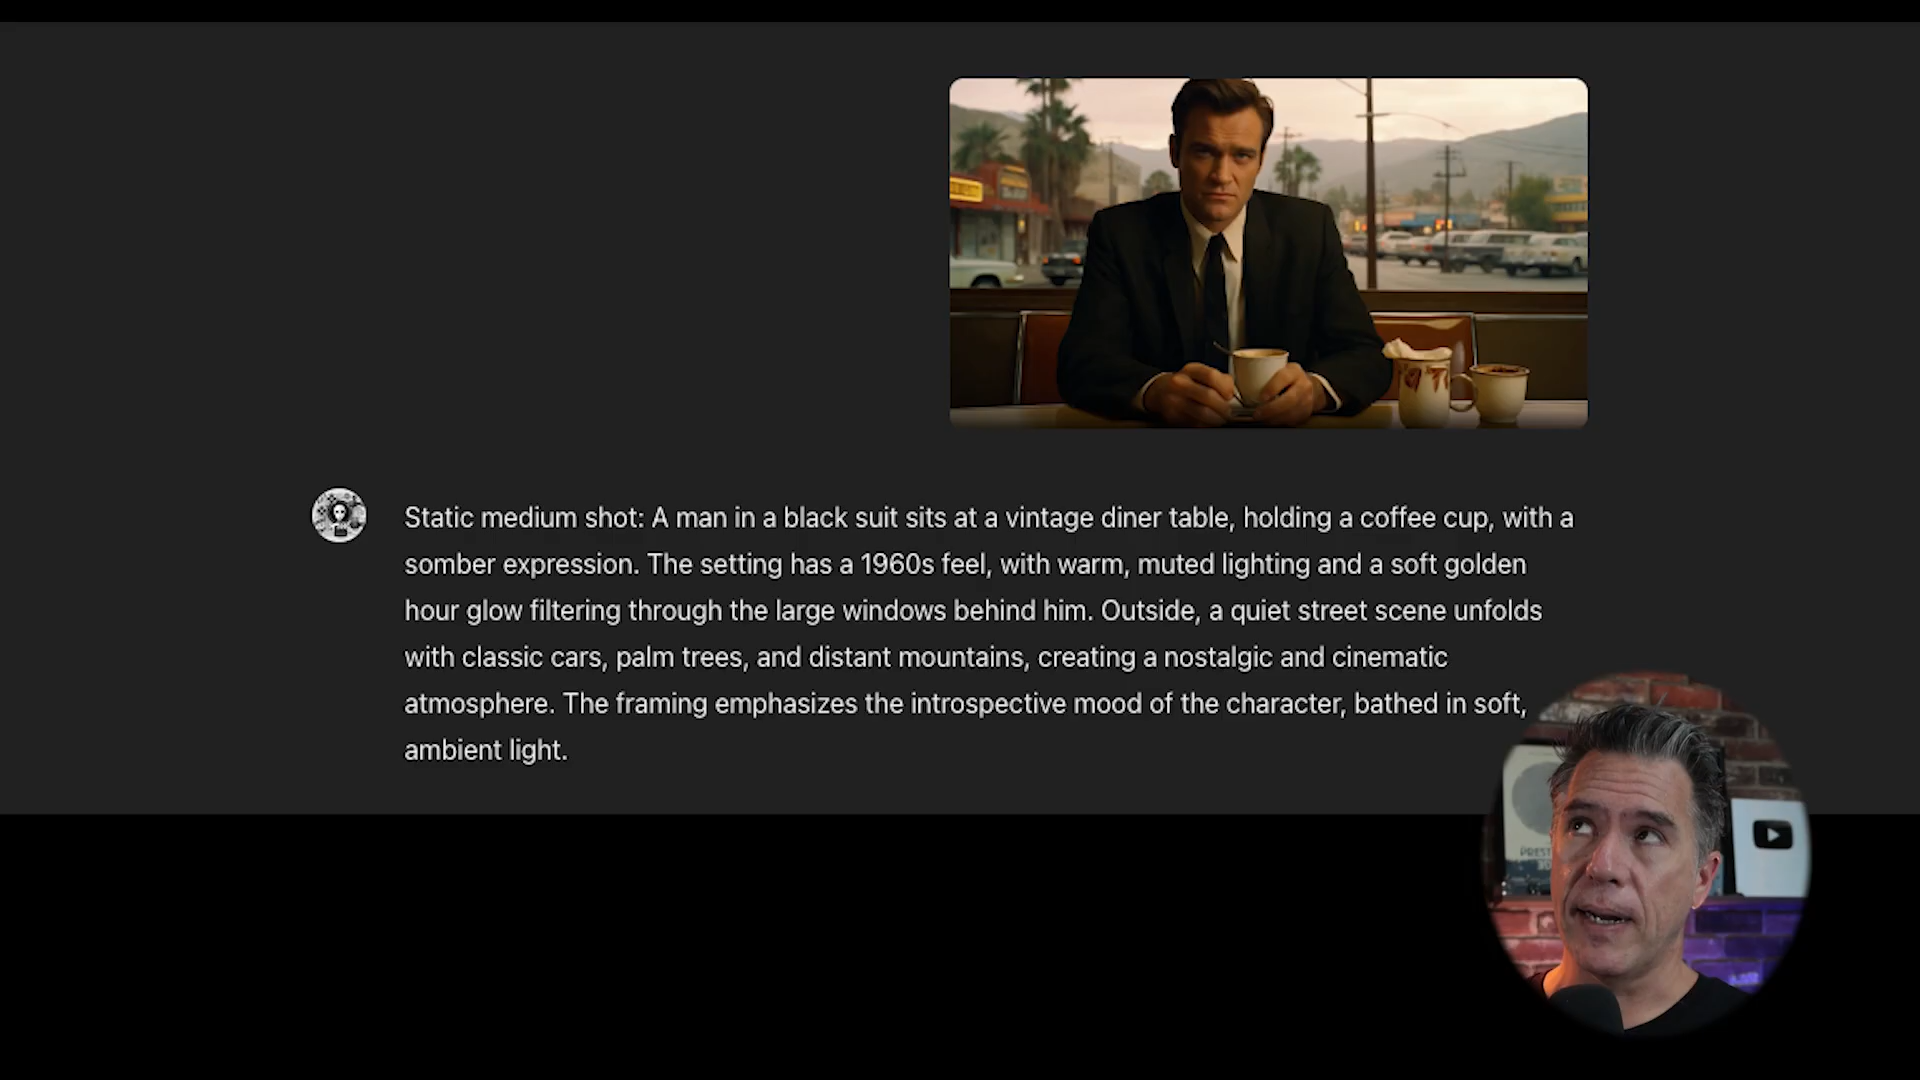 Static medium shot: A man in a black suit sits at a vintage diner table, holding a coffee cup, with a
somber expression. The setting has a 1960s feel, with warm, muted lighting and a soft golden
hour glow filtering through the large windows behind him. Outside, a quiet street scene unfolds
with classic cars, palm trees, and distant mountains, creating a nostalgic and cinematic
atmosphere. The framing emphasizes the introspective mood of the character, bathed in soft,
ambient light.
PREST